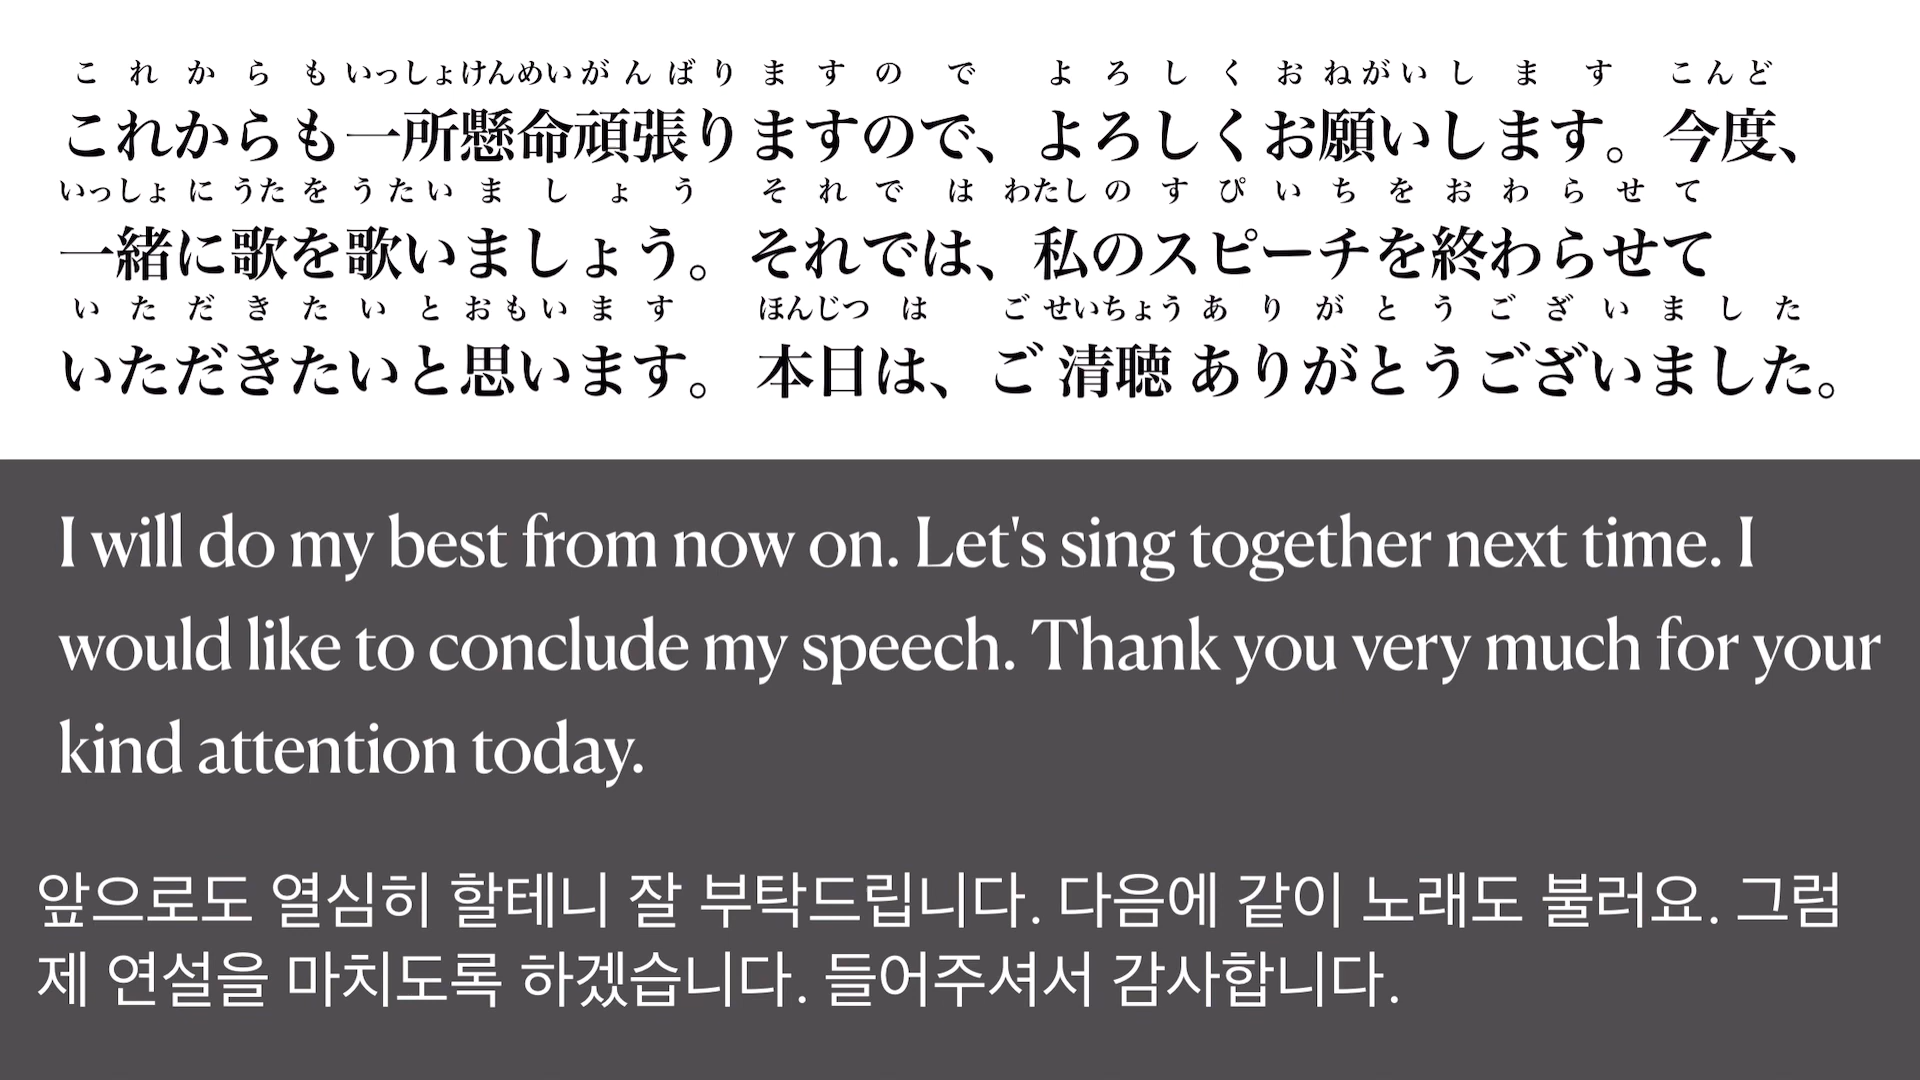 これからもいっしょけんめいがんばりますので よろしくおねがいします こんど
これからも一所懸命頑張りますので、よろしくお願いします。今度、
いっしょにうたをうたいましょう それでは わたしのすぴいちをおわらせて
一緒に歌を歌いましょう。それでは、私のスピーチを終わらせて
いただきたいとおもいます ほんじつは ごせいちょうありがとうございました
いただきたいと思います。 本日は、ご 清聴 ありがとうございました。
I will do my best from now on. Let's sing together next time. I
would like to conclude my speech. Thank you very much for your
kind attention today.
앞으로도 열심히 할테니 잘 부탁드립니다. 다음에 같이 노래도 불러요. 그럼
제 연설을 마치도록 하겠습니다. 들어주셔서 감사합니다.